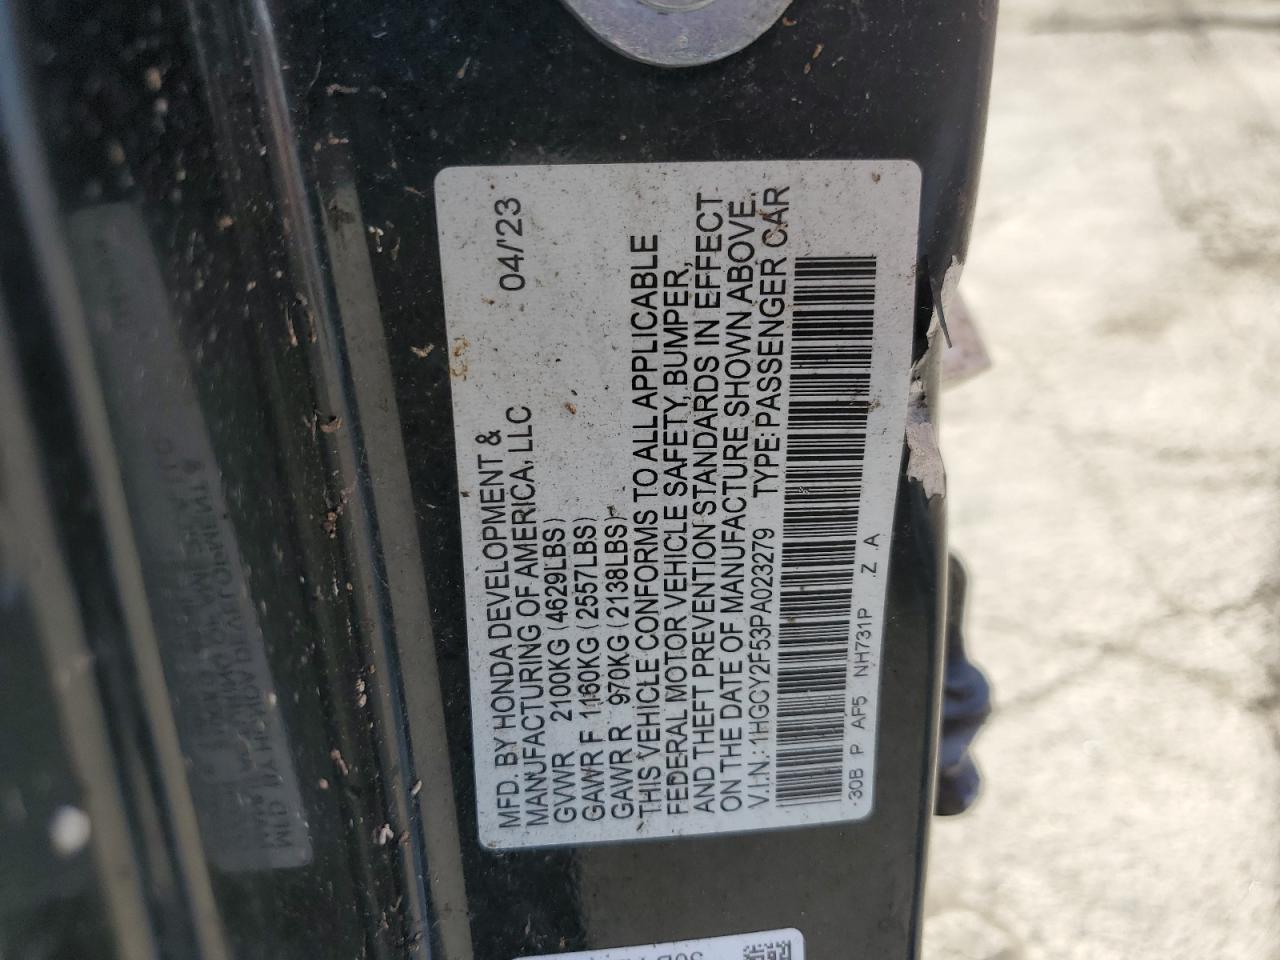 MFD. BY HONDA DEVELOPMENT & 04/'23
MANUFACTURING OF AMERICA, LLC
GVWR 2100KG (4629LBS)
GAWR F 1160KG (2557LBS)
GAWR R 970KG (2138LBS)
THIS VEHICLE CONFORMS TO ALL APPLICABLE
FEDERAL MOTOR VEHICLE SAFETY, BUMPER,
AND THEFT PREVENTION STANDARDS IN EFFECT
ON THE DATE OF MANUFACTURE SHOWN ABOVE.
V.I.N.: 1HGCY2F53PA023279 TYPE: PASSENGER CAR
-30B P AF5 NH731P Z A